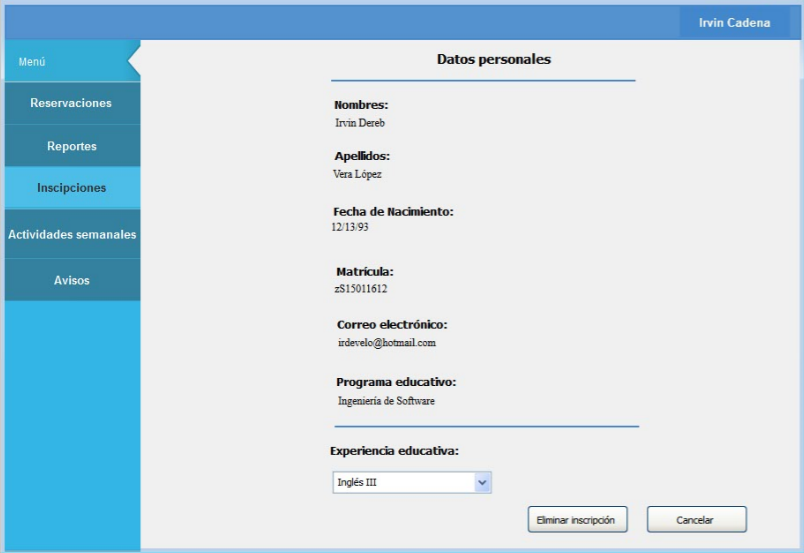 Irvin Cadena
Menú
Reservaciones
Reportes
Inscipciones
Actividades semanales
Avisos
Datos personales
Nombres:
Irvin Dereb
Apellidos:
Vera López
Fecha de Nacimiento:
12/13/93
Matrícula:
zS15011612
Correo electrónico:
irdevelo@hotmail.com
Programa educativo:
Ingeniería de Software
Experiencia educativa:
Inglés III
Eliminar inscripción
Cancelar